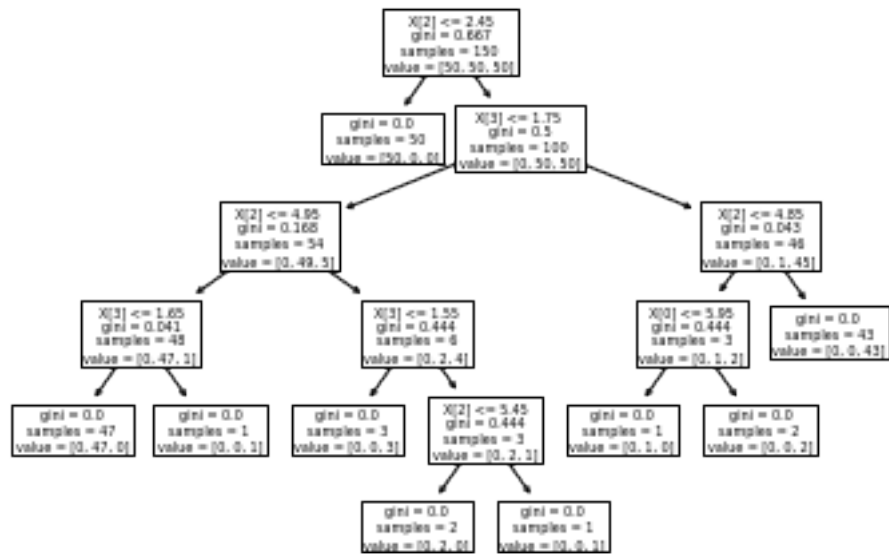 X[2] <= 2.45
gini = 0.667
samples = 150
value = [50, 50, 50]
gini = 0.0
samples = 50
value = [50, 0, 0]
X[3] <= 1.75
gini = 0.5
samples = 100
value = [0, 50, 50]
X[2] <= 4.95
gini = 0.168
samples = 54
value = [0, 49, 5]
X[2] <= 4.85
gini = 0.043
samples = 46
value = [0, 1, 45]
X[3] <= 1.65
gini = 0.041
samples = 48
value = [0, 47, 1]
X[3] <= 1.55
gini = 0.444
samples = 6
value = [0, 2, 4]
X[0] <= 5.95
gini = 0.444
samples = 3
value = [0, 1, 2]
gini = 0.0
samples = 43
value = [0, 0, 43]
gini = 0.0
samples = 47
value = [0, 47, 0]
gini = 0.0
samples = 1
value = [0, 0, 1]
gini = 0.0
samples = 3
value = [0, 0, 3]
X[2] <= 5.45
gini = 0.444
samples = 3
value = [0, 2, 1]
gini = 0.0
samples = 1
value = [0, 1, 0]
gini = 0.0
samples = 2
value = [0, 0, 2]
gini = 0.0
samples = 2
value = [0, 2, 0]
gini = 0.0
samples = 1
value = [0, 0, 1]